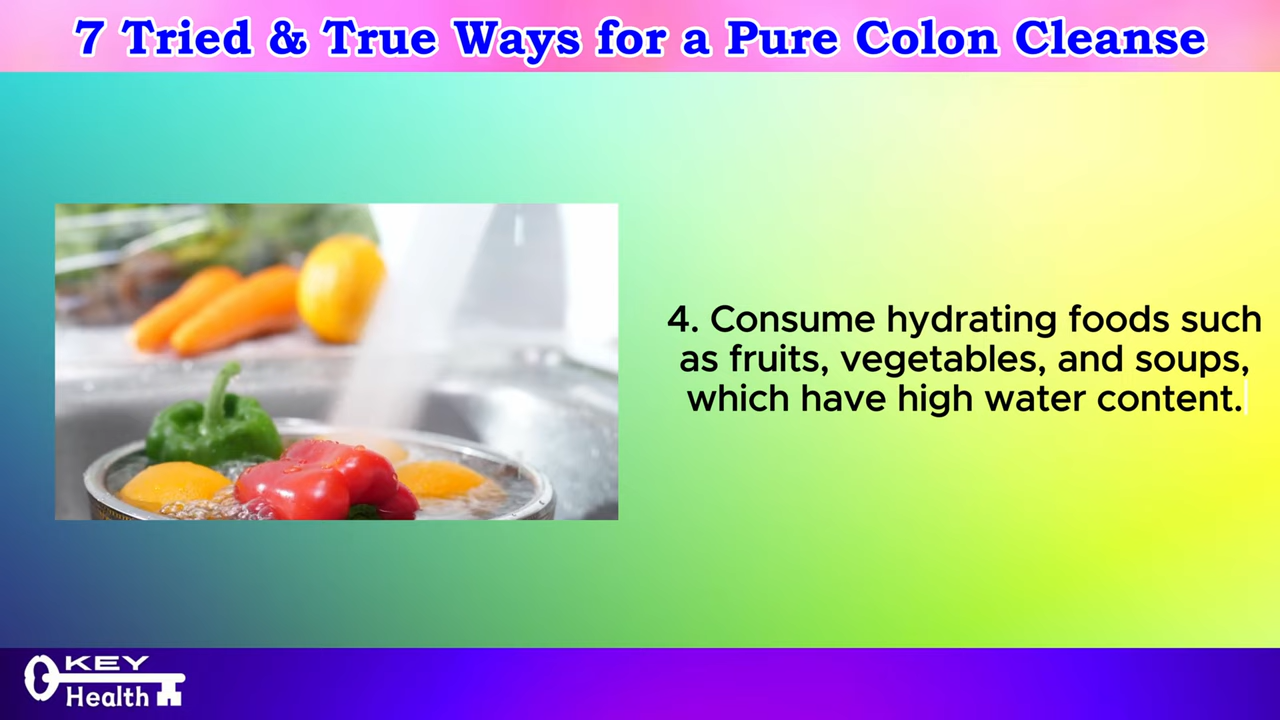 7 Tried & True Ways for a Pure Colon Cleanse
4. Consume hydrating foods such
as fruits, vegetables, and soups,
which have high water content.
KEY
Health